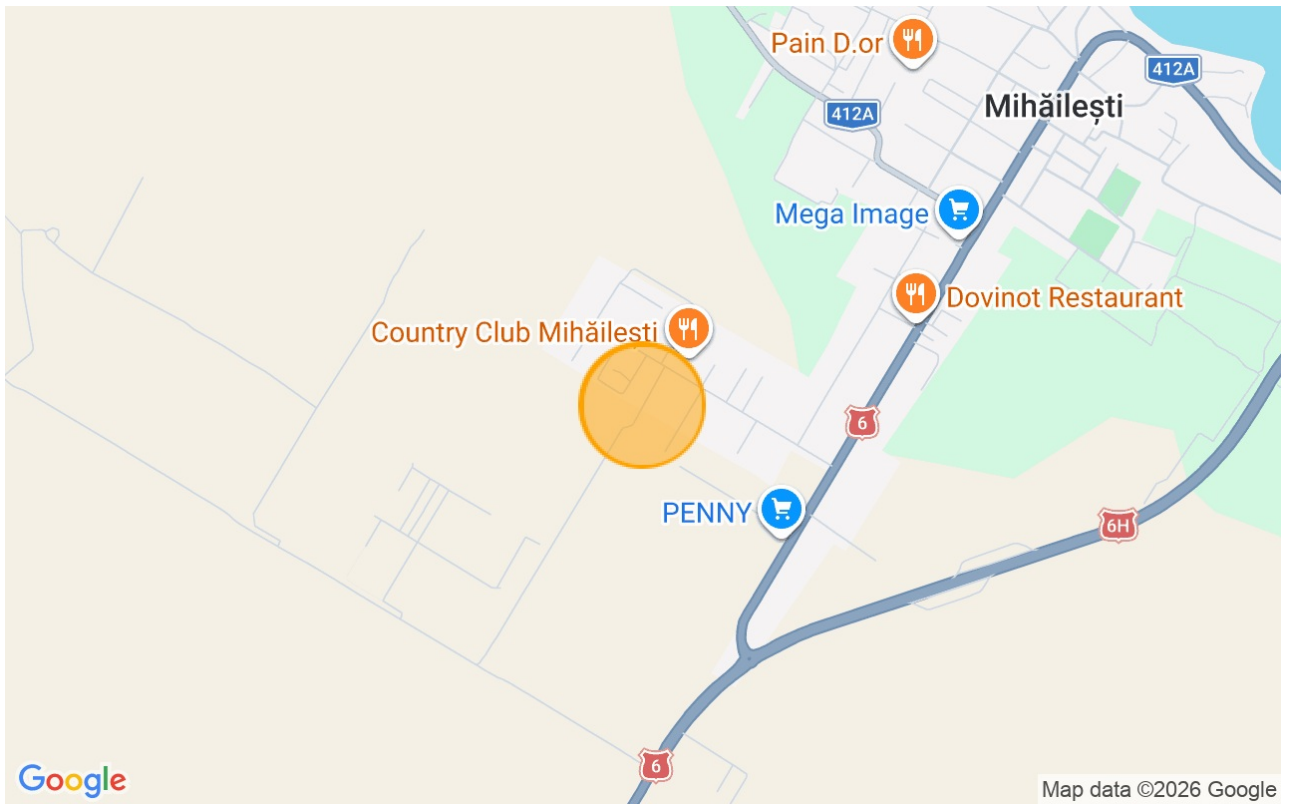 Pain D.or
412A
412A
Mihăilești
Mega Image
Dovinot Restaurant
Country Club Mihăilești
6
PENNY
6H
6
Google
Map data ©2026 Google